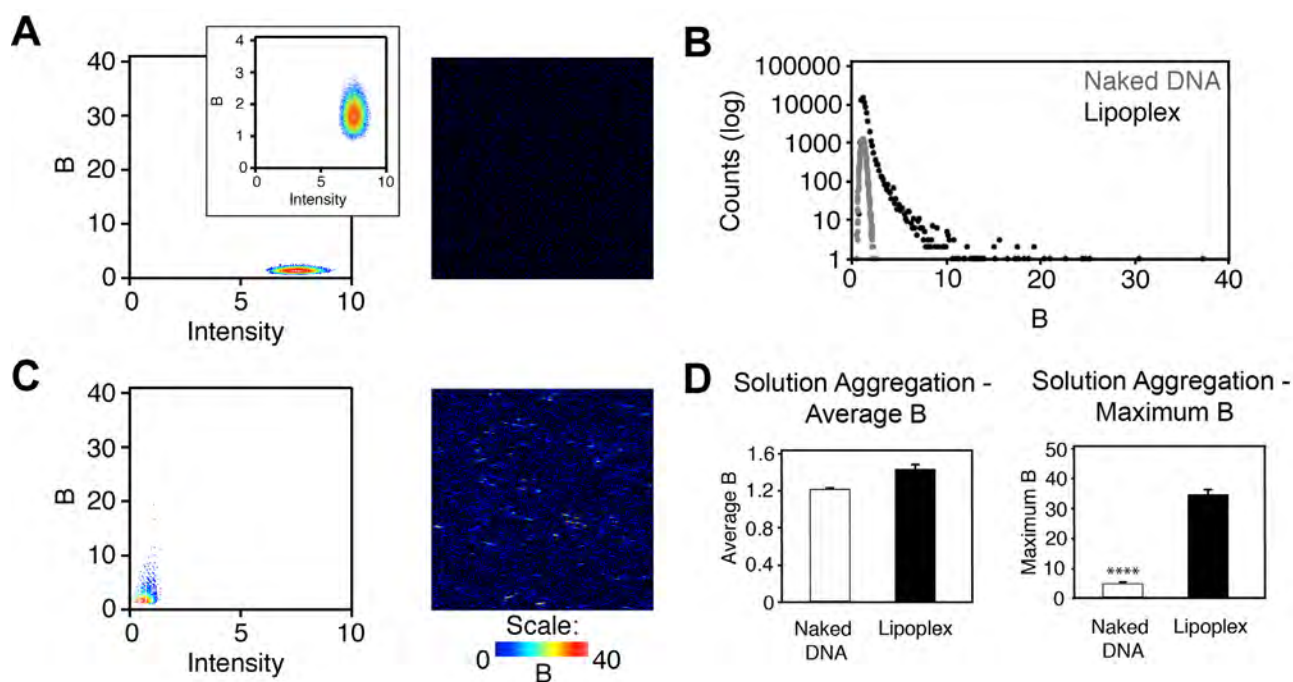 A
40
30
20
10
0
B
0
5
10
Intensity
4
3
2
1
0
B
0
5
10
Intensity
B
100000
10000
1000
100
10
1
Counts (log)
Naked DNA
Lipoplex
0
10
20
30
40
B
C
40
30
20
10
0
B
0
5
10
Intensity
Scale:
0
40
B
D
Solution Aggregation -
Average B
1.6
1.2
0.8
0.4
0
Average B
Naked
DNA
Lipoplex
Solution Aggregation -
Maximum B
50
40
30
20
10
0
Maximum B
****
Naked
DNA
Lipoplex